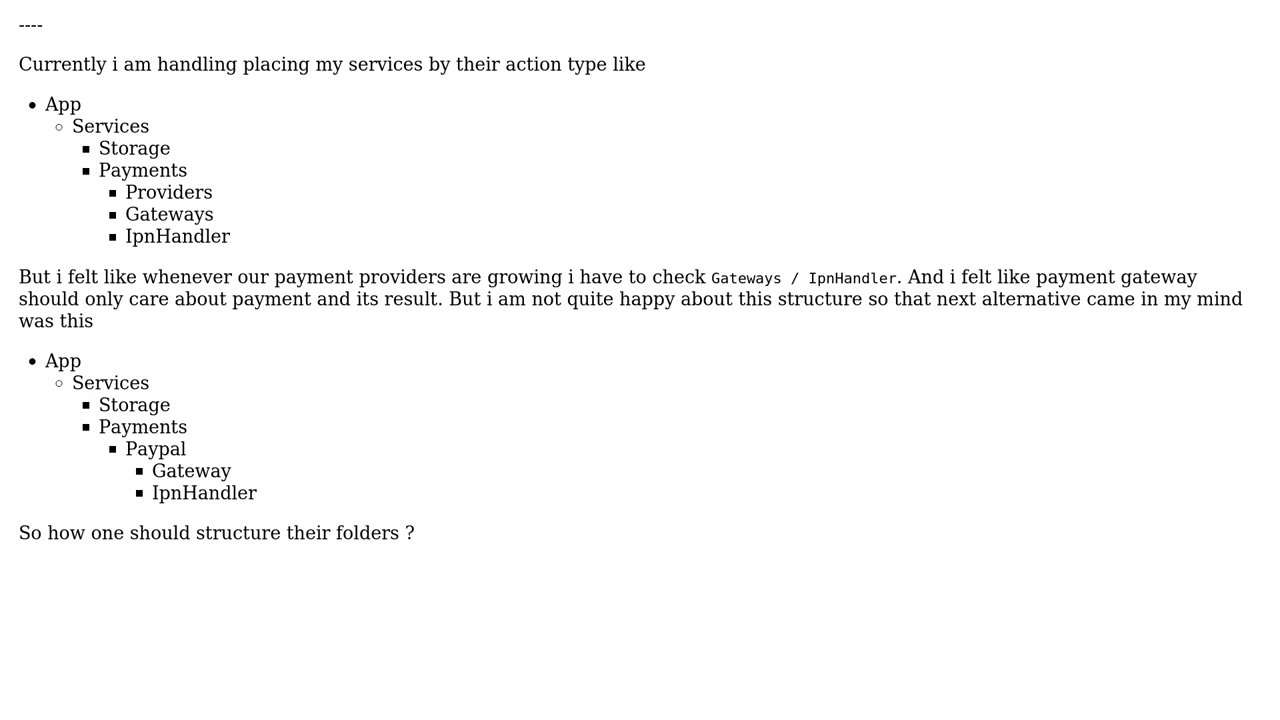 ----
Currently i am handling placing my services by their action type like
App
Services
Storage
Payments
Providers
Gateways
IpnHandler
But i felt like whenever our payment providers are growing i have to check Gateways / IpnHandler. And i felt like payment gateway
should only care about payment and its result. But i am not quite happy about this structure so that next alternative came in my mind
was this
App
Services
Storage
Payments
Paypal
Gateway
IpnHandler
So how one should structure their folders ?